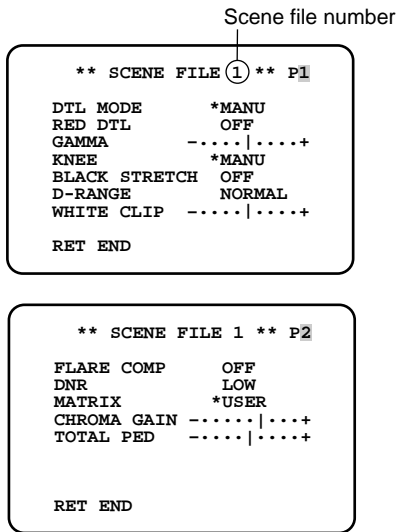 Scene file number
** SCENE FILE 1 ** P1
DTL MODE *MANU
RED DTL OFF
GAMMA -....|....+
KNEE *MANU
BLACK STRETCH OFF
D-RANGE NORMAL
WHITE CLIP -....|....+
RET END
** SCENE FILE 1 ** P2
FLARE COMP OFF
DNR LOW
MATRIX *USER
CHROMA GAIN -.....|...+
TOTAL PED -....|....+
RET END